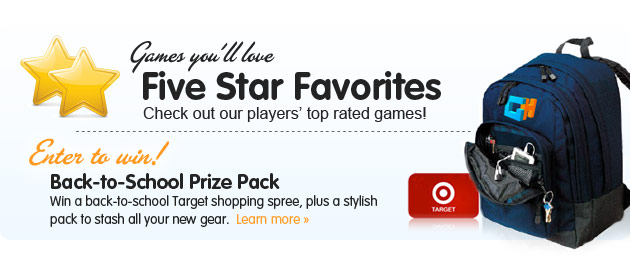 Games you'll love
Five Star Favorites
Check out our players' top rated games!
Enter to win!
Back-to-School Prize Pack
Win a back-to-school Target shopping spree, plus a stylish
pack to stash all your new gear. Learn more »
TARGET
GH